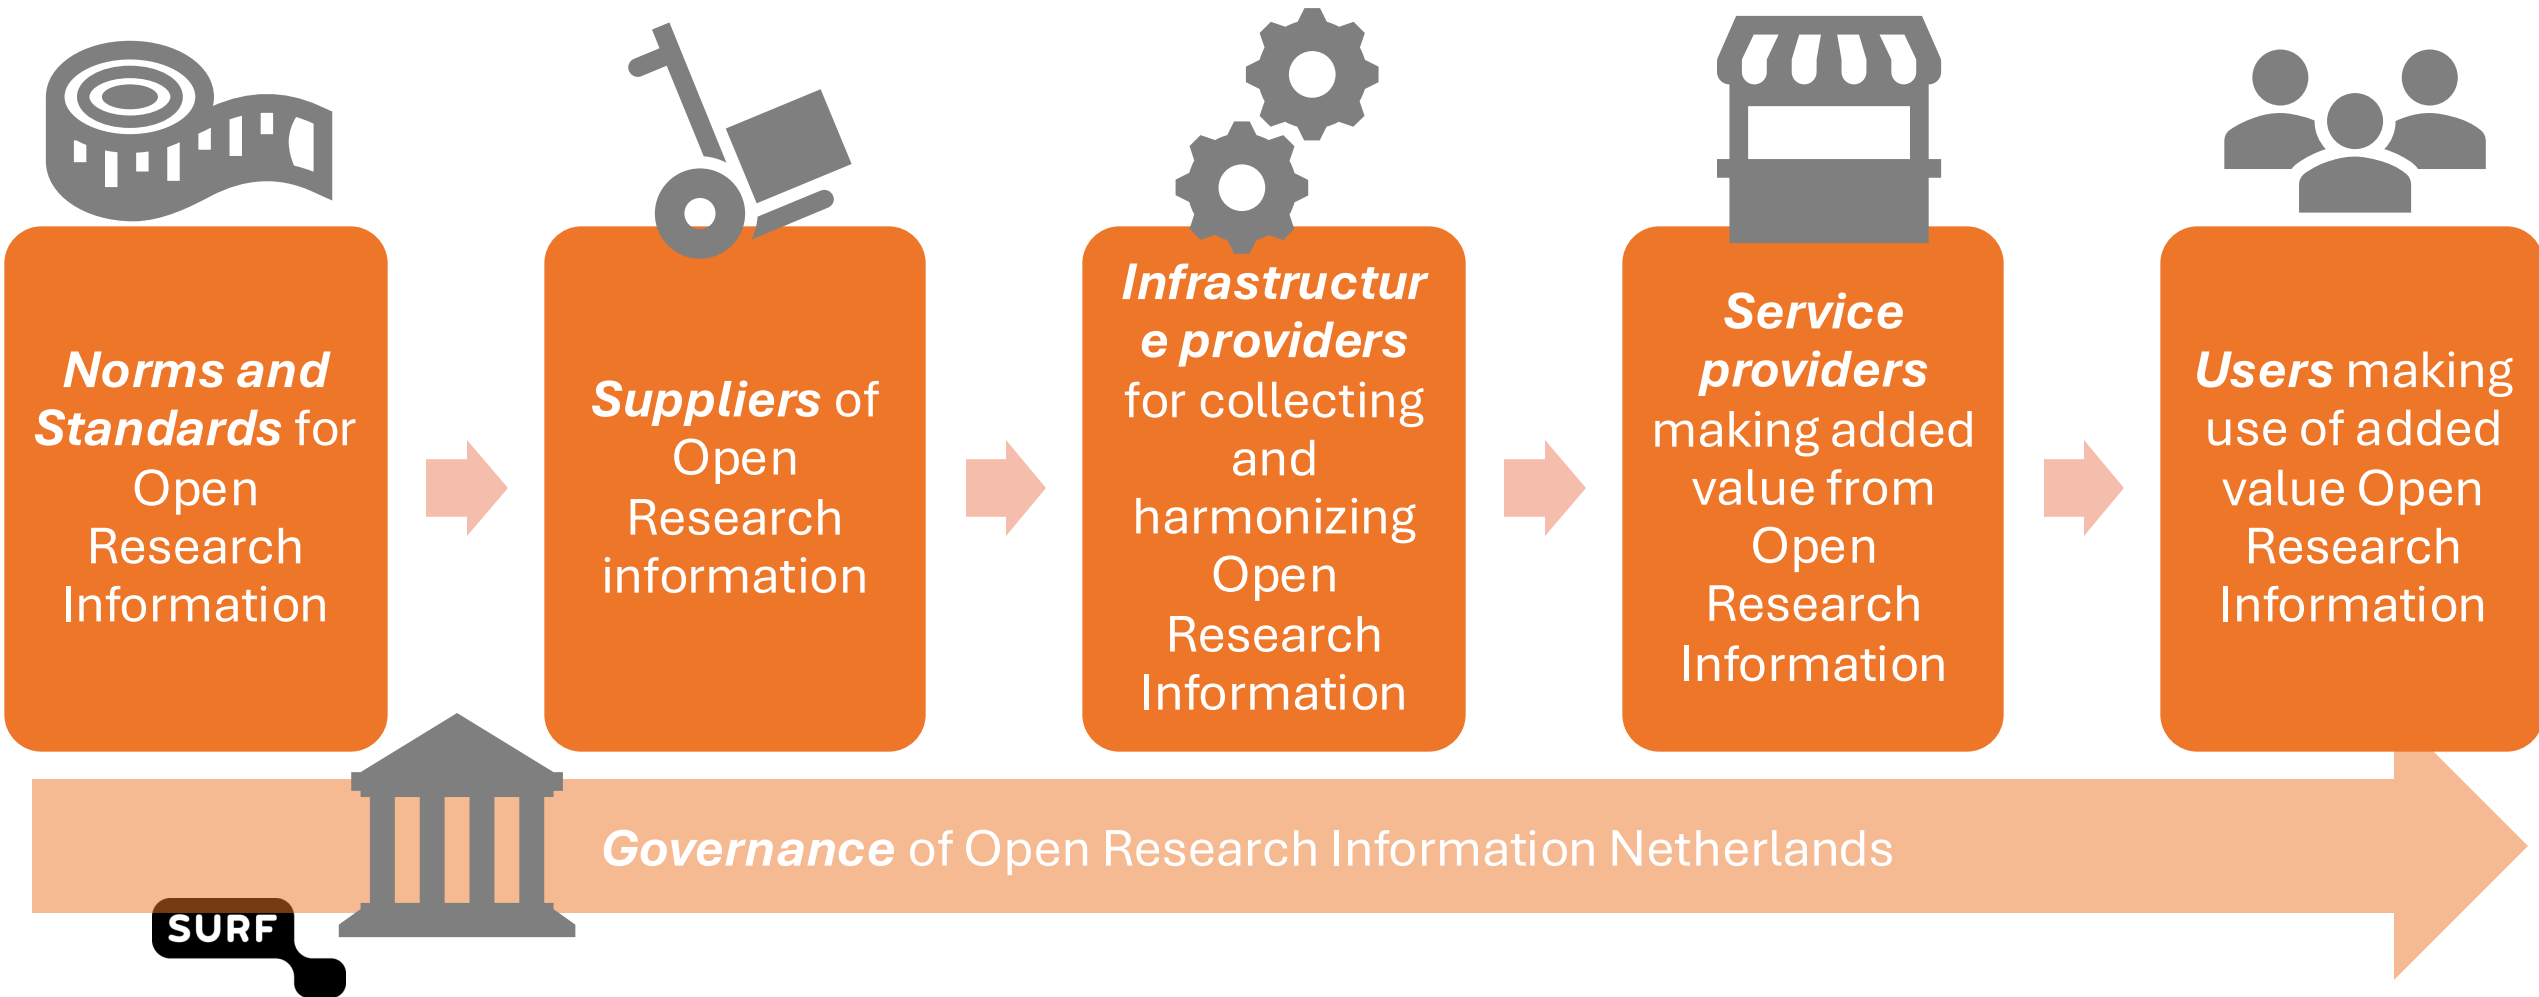 Norms and
Standards for
Open
Research
Information
Suppliers of
Open
Research
information
Infrastructur
e providers
for collecting
and
harmonizing
Open
Research
Information
Service
providers
making added
value from
Open
Research
Information
Users making
use of added
value Open
Research
Information
Governance of Open Research Information Netherlands
SURF